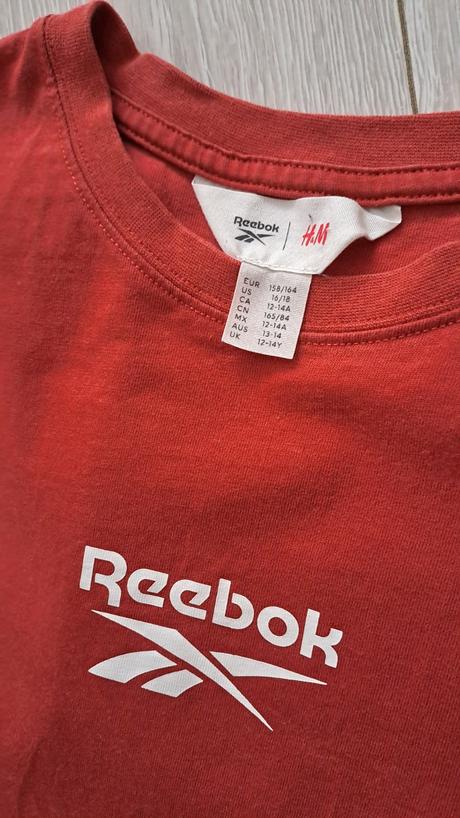 Reebok | H&M
EUR 158/164
US 16/18
CA 12-14A
CN 165/84
MX 12-14A
AUS 13-14
UK 12-14Y
Reebok